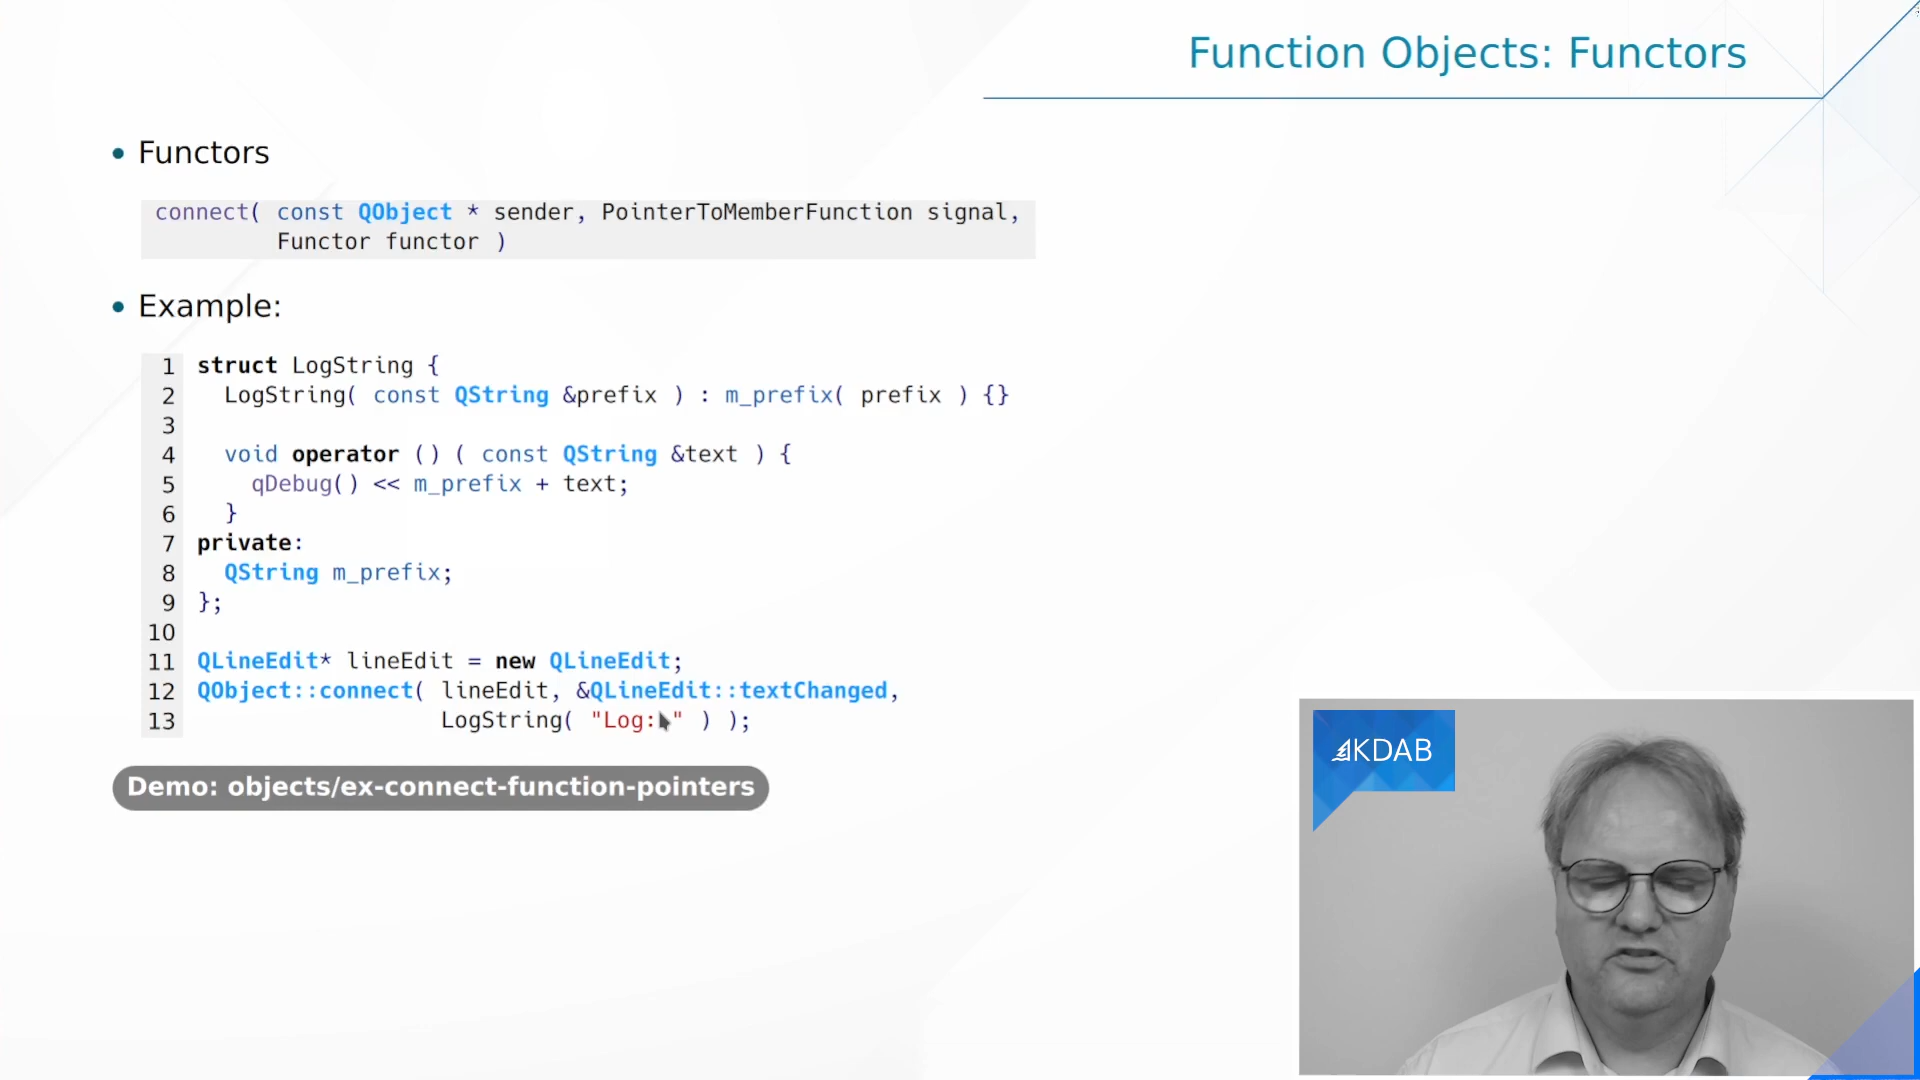 Function Objects: Functors
Functors
connect( const QObject * sender, PointerToMemberFunction signal,
Functor functor )
Example:
1 struct LogString {
2 LogString( const QString &prefix ) : m_prefix( prefix ) {}
3
4 void operator () ( const QString &text ) {
5 qDebug() << m_prefix + text;
6 }
7 private:
8 QString m_prefix;
9 };
10
11 QLineEdit* lineEdit = new QLineEdit;
12 QObject::connect( lineEdit, &QLineEdit::textChanged,
13 LogString( "Log: " ) );
Demo: objects/ex-connect-function-pointers
KDAB